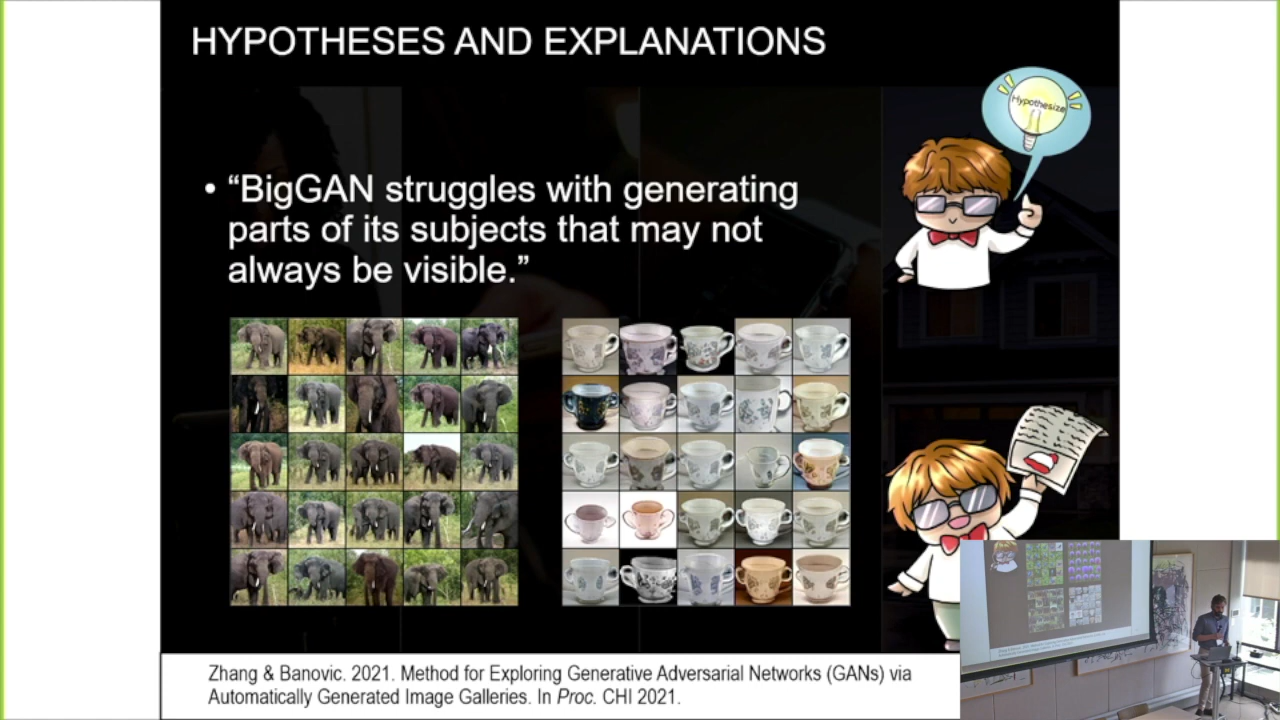 HYPOTHESES AND EXPLANATIONS
Hypothesize
• “BigGAN struggles with generating
parts of its subjects that may not
always be visible.”
Zhang & Banovic. 2021. Method for Exploring Generative Adversarial Networks (GANs) via
Automatically Generated Image Galleries. In Proc. CHI 2021.